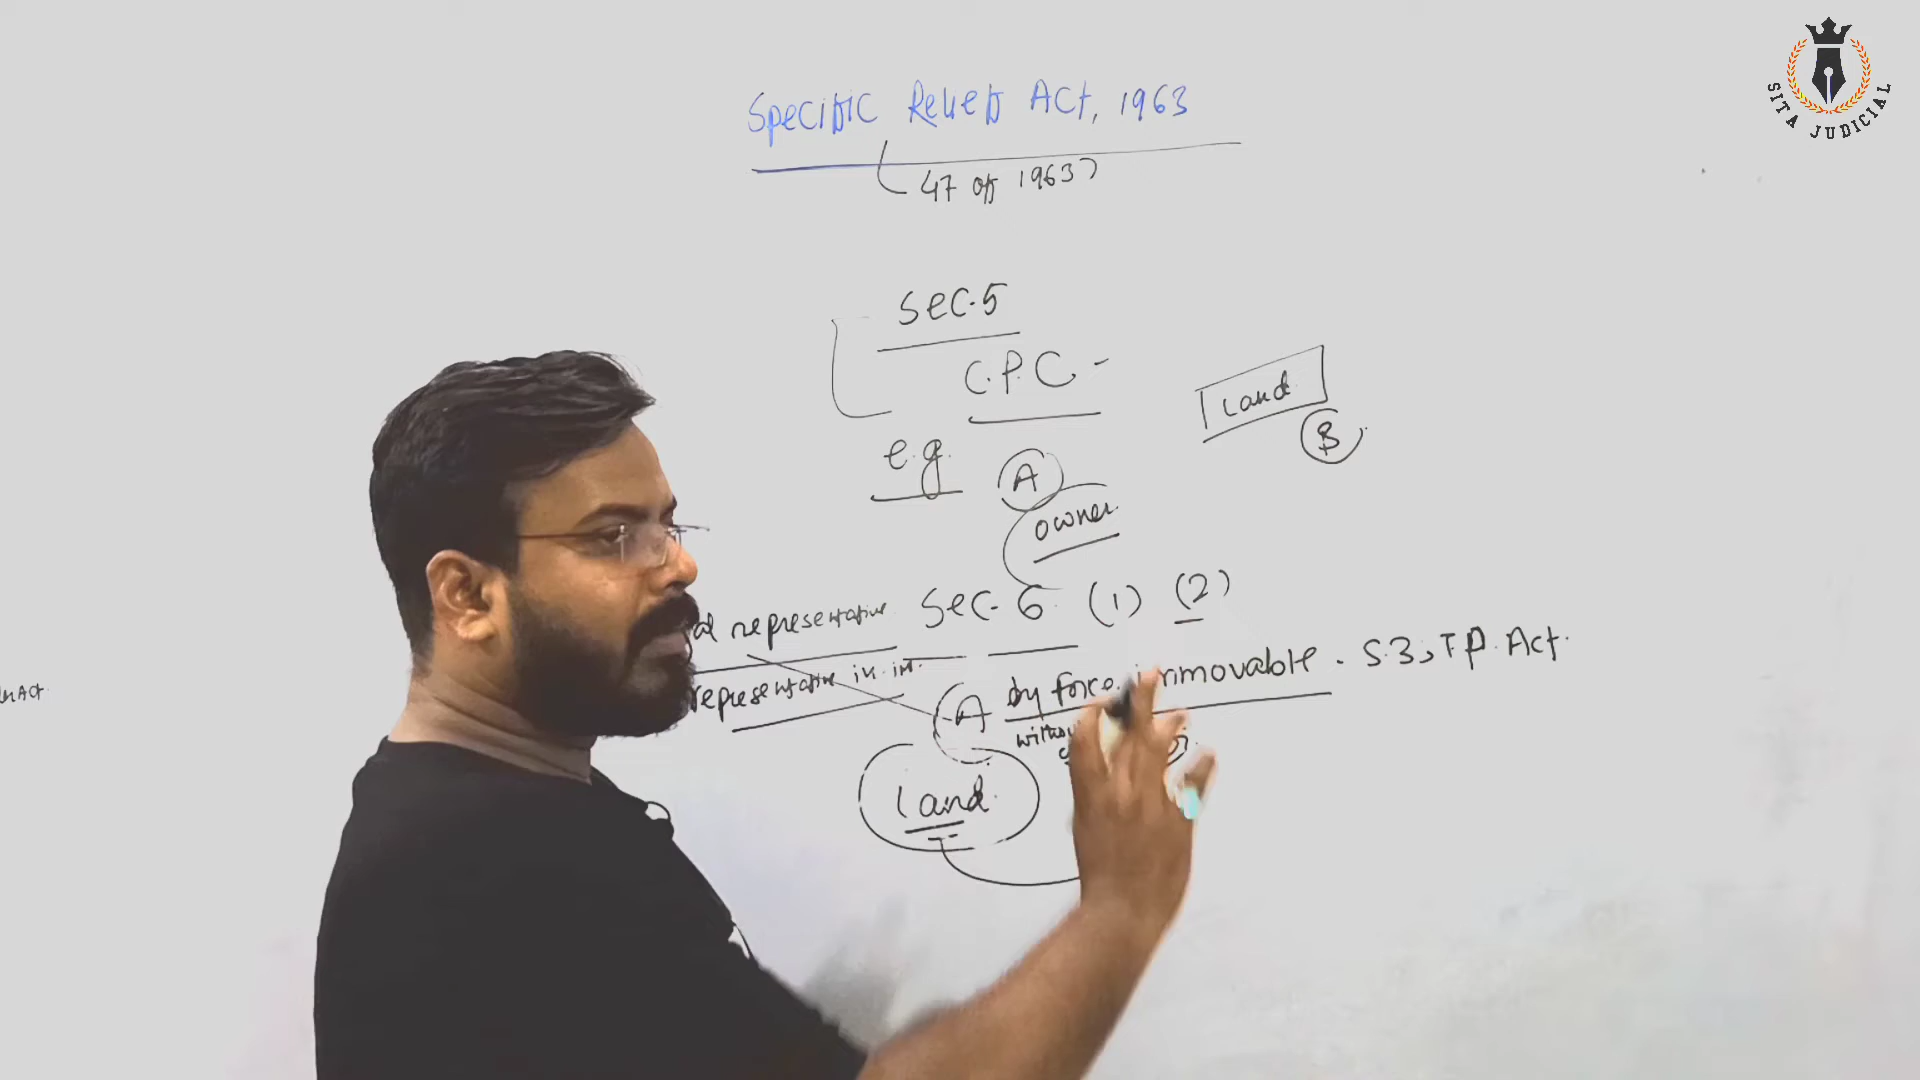 SITA JUDICIAL
Specific Relief Act, 1963
(47 of 1963)
Sec. 5
C.P.C -
Land
B
e.g.
A
owner.
representative
Sec- 6 (1) (2)
representative in int.
by force immovable - S.3, T.P. Act.
A
Land.
Act